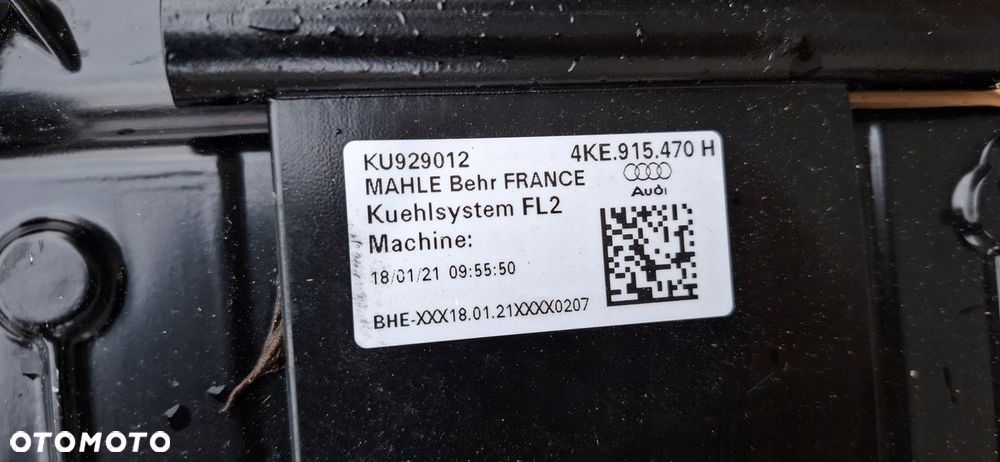 KU929012 4KE.915.470 H
MAHLE Behr FRANCE Audi
Kuehlsystem FL2
Machine:
18/01/21 09:55:50
BHE-XXX18.01.21XXXX0207
OTOMOTO